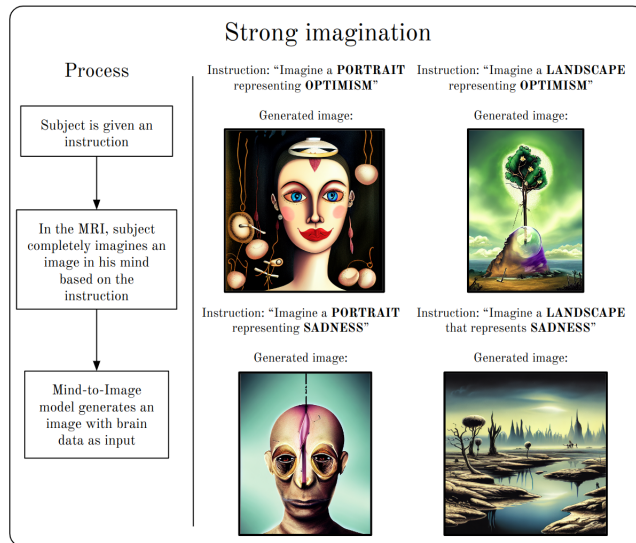 Strong imagination
Process
Subject is given an
instruction
In the MRI, subject
completely imagines an
image in his mind
based on the
instruction
Mind-to-Image
model generates an
image with brain
data as input
Instruction: “Imagine a PORTRAIT
representing OPTIMISM”
Generated image:
Instruction: “Imagine a LANDSCAPE
representing OPTIMISM”
Generated image:
Instruction: “Imagine a PORTRAIT
representing SADNESS”
Generated image:
Instruction: “Imagine a LANDSCAPE
that represents SADNESS”
Generated image: